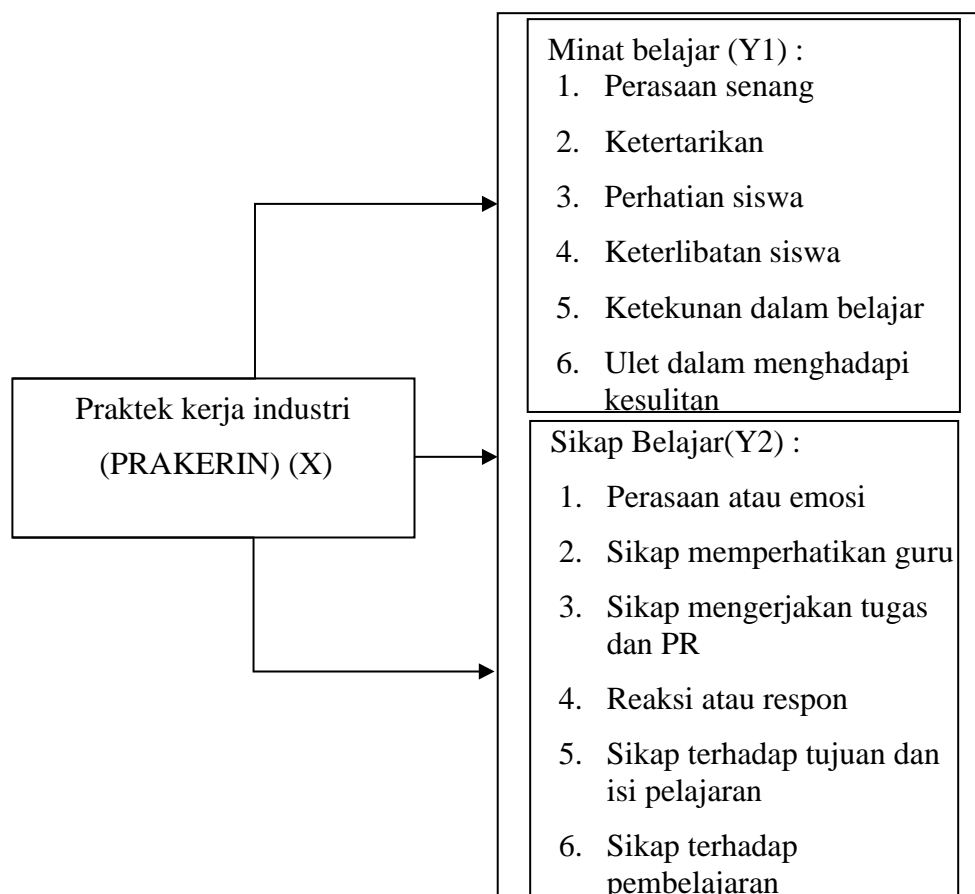 Minat belajar (Y1) :
1. Perasaan senang
2. Ketertarikan
3. Perhatian siswa
4. Keterlibatan siswa
5. Ketekunan dalam belajar
6. Ulet dalam menghadapi
kesulitan
Praktek kerja industri
(PRAKERIN) (X)
Sikap Belajar(Y2) :
1. Perasaan atau emosi
2. Sikap memperhatikan guru
3. Sikap mengerjakan tugas
dan PR
4. Reaksi atau respon
5. Sikap terhadap tujuan dan
isi pelajaran
6. Sikap terhadap
pembelajaran